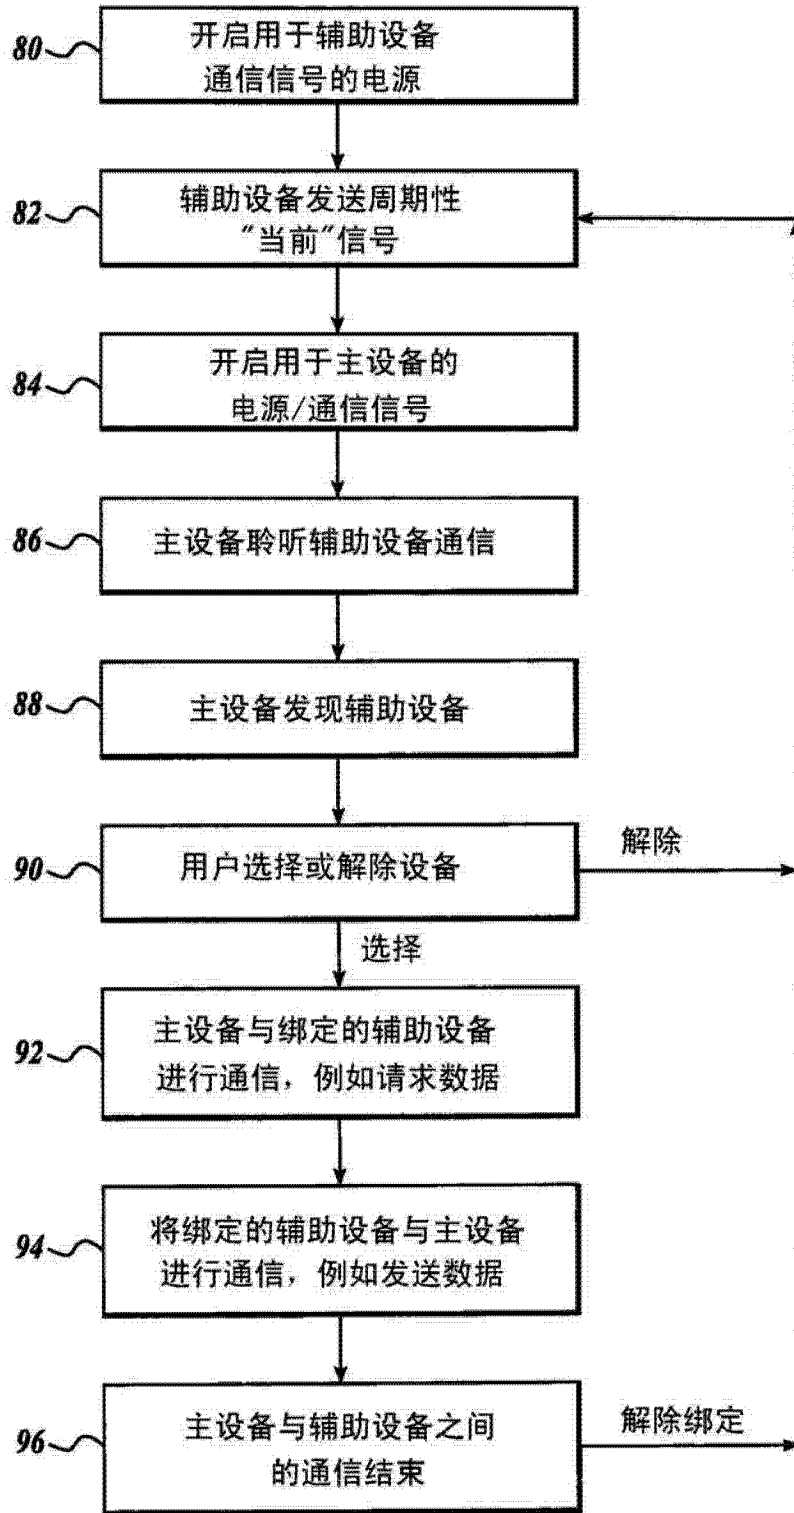 80
开启用于辅助设备
通信信号的电源
82
辅助设备发送周期性
"当前"信号
84
开启用于主设备的
电源/通信信号
86
主设备聆听辅助设备通信
88
主设备发现辅助设备
90
用户选择或解除设备
解除
选择
92
主设备与绑定的辅助设备
进行通信，例如请求数据
94
将绑定的辅助设备与主设备
进行通信，例如发送数据
96
主设备与辅助设备之间
的通信结束
解除绑定